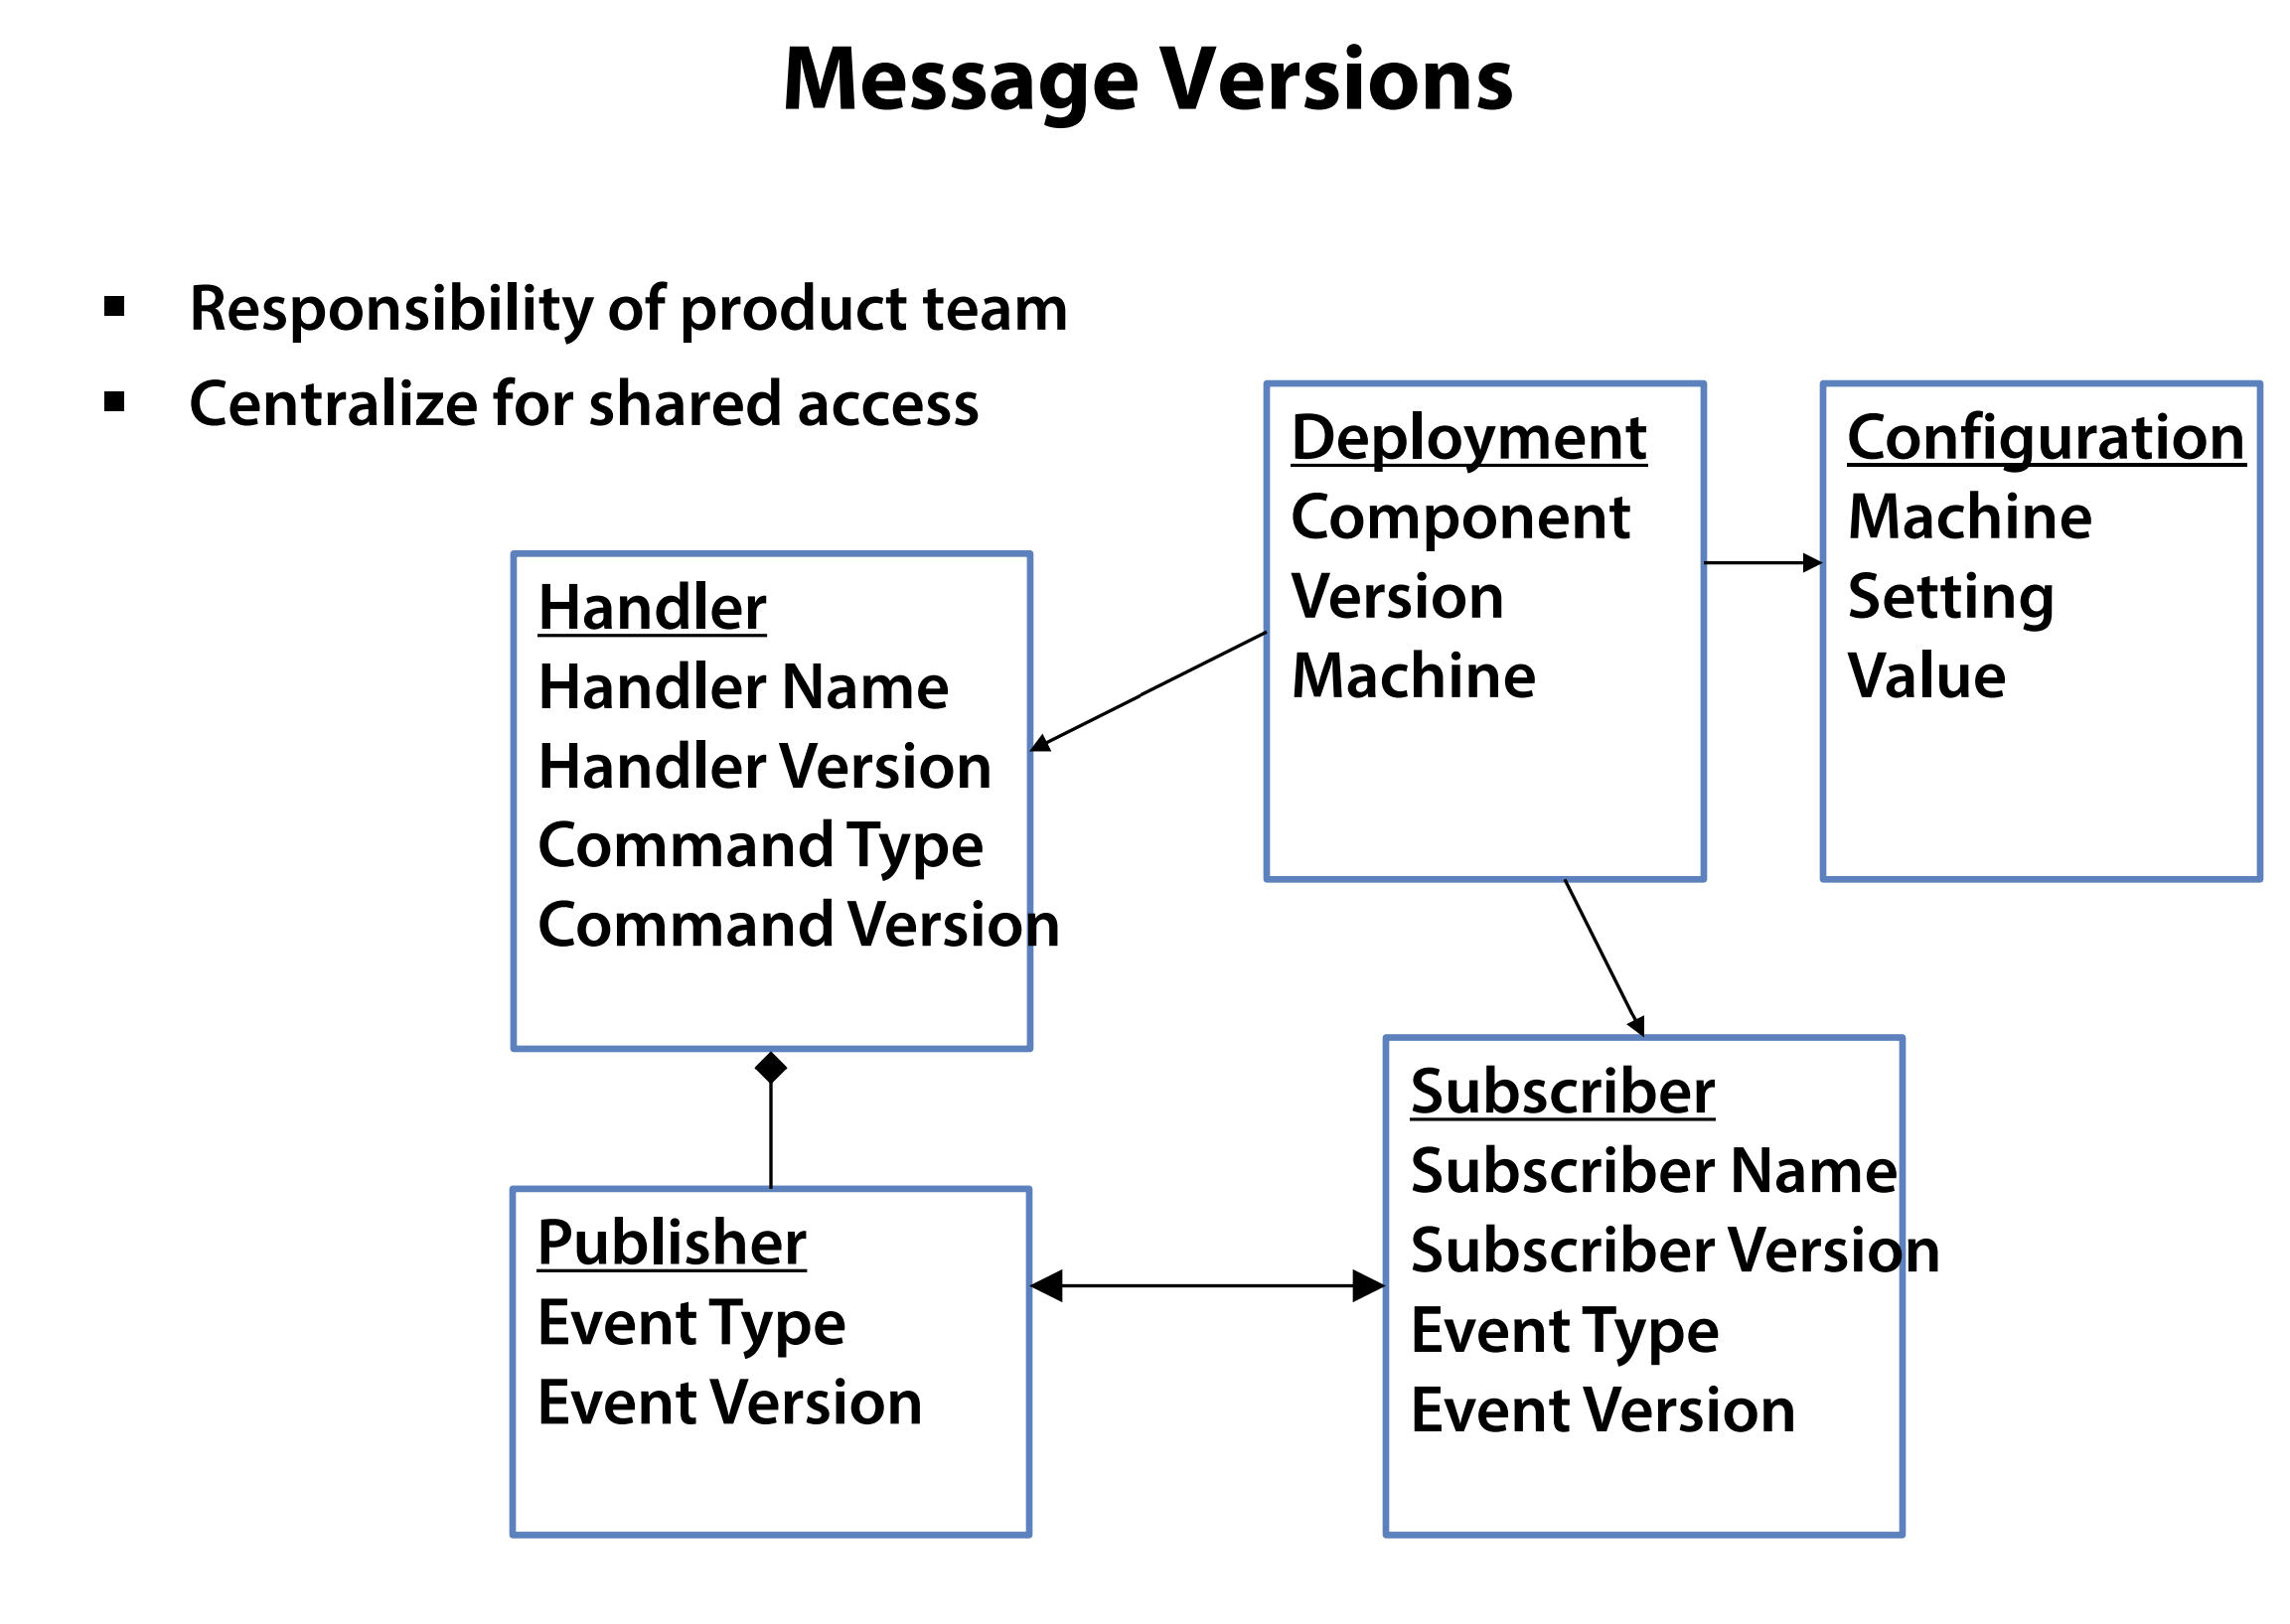 Message Versions
▪ Responsibility of product team
▪ Centralize for shared access
Deployment
Component
Version
Machine
Configuration
Machine
Setting
Value
Handler
Handler Name
Handler Version
Command Type
Command Version
Subscriber
Subscriber Name
Subscriber Version
Event Type
Event Version
Publisher
Event Type
Event Version